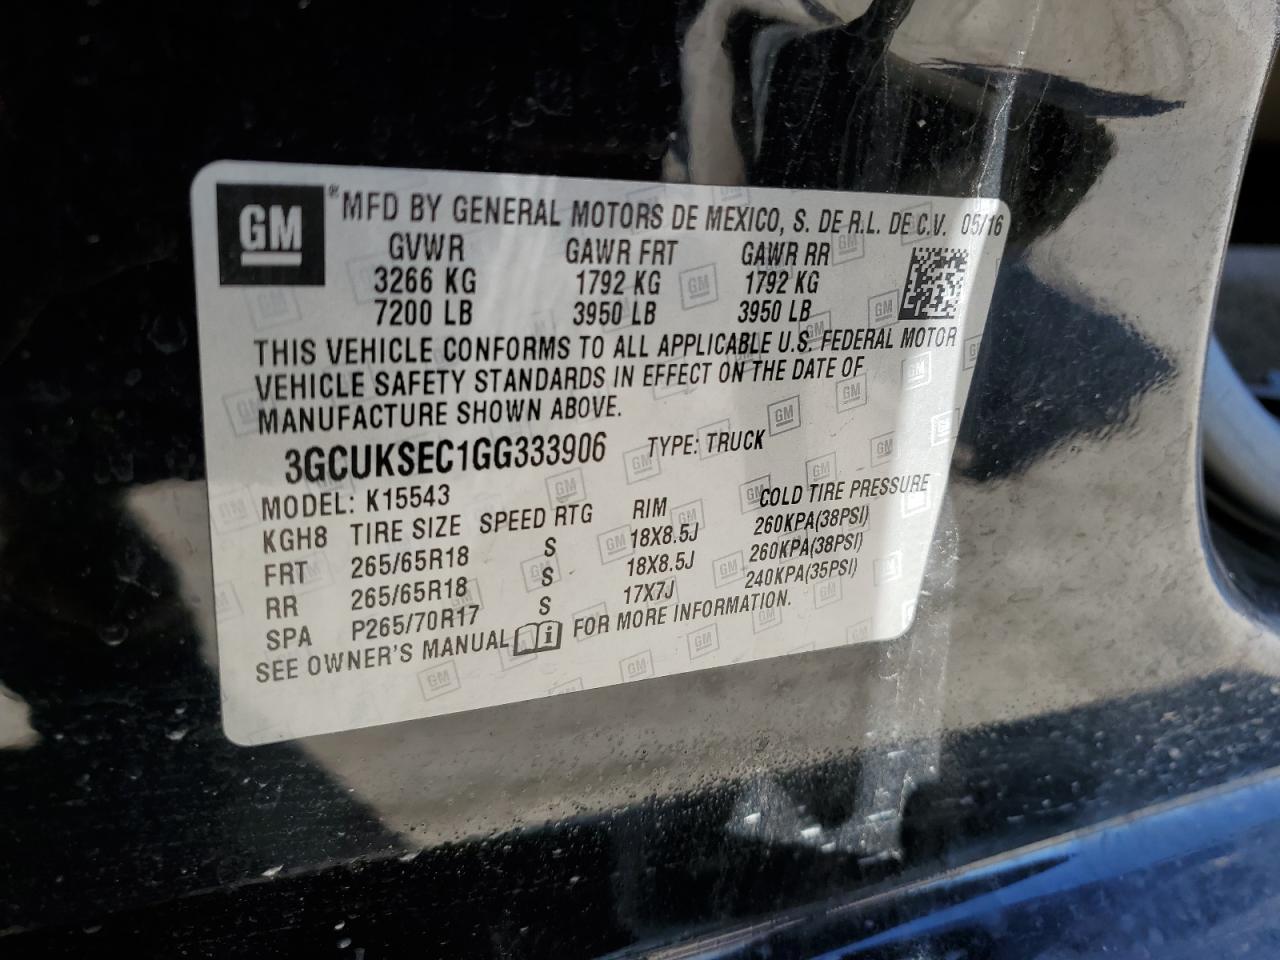 GM ® MFD BY GENERAL MOTORS DE MEXICO, S. DE R.L. DE C.V. 05/16
GVWR GAWR FRT GAWR RR
3266 KG 1792 KG 1792 KG
7200 LB 3950 LB 3950 LB
THIS VEHICLE CONFORMS TO ALL APPLICABLE U.S. FEDERAL MOTOR
VEHICLE SAFETY STANDARDS IN EFFECT ON THE DATE OF
MANUFACTURE SHOWN ABOVE.
3GCUKSEC1GG333906 TYPE: TRUCK
MODEL: K15543
KGH8 TIRE SIZE SPEED RTG RIM COLD TIRE PRESSURE
FRT 265/65R18 S 18X8.5J 260KPA(38PSI)
RR 265/65R18 S 18X8.5J 260KPA(38PSI)
SPA P265/70R17 S 17X7J 240KPA(35PSI)
SEE OWNER'S MANUAL FOR MORE INFORMATION.